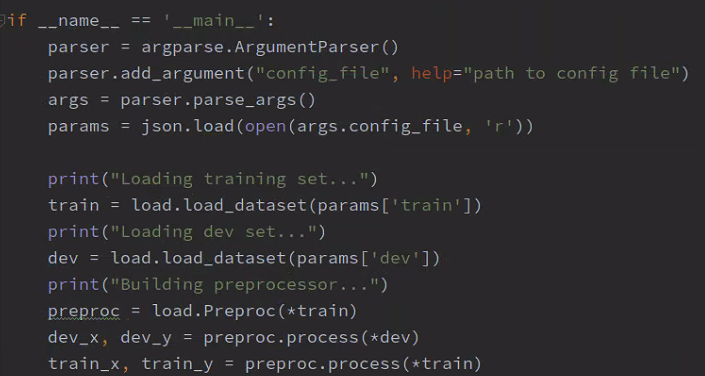 if __name__ == '__main__':
    parser = argparse.ArgumentParser()
    parser.add_argument("config_file", help="path to config file")
    args = parser.parse_args()
    params = json.load(open(args.config_file, 'r'))

    print("Loading training set...")
    train = load.load_dataset(params['train'])
    print("Loading dev set...")
    dev = load.load_dataset(params['dev'])
    print("Building preprocessor...")
    preproc = load.Preproc(*train)
    dev_x, dev_y = preproc.process(*dev)
    train_x, train_y = preproc.process(*train)